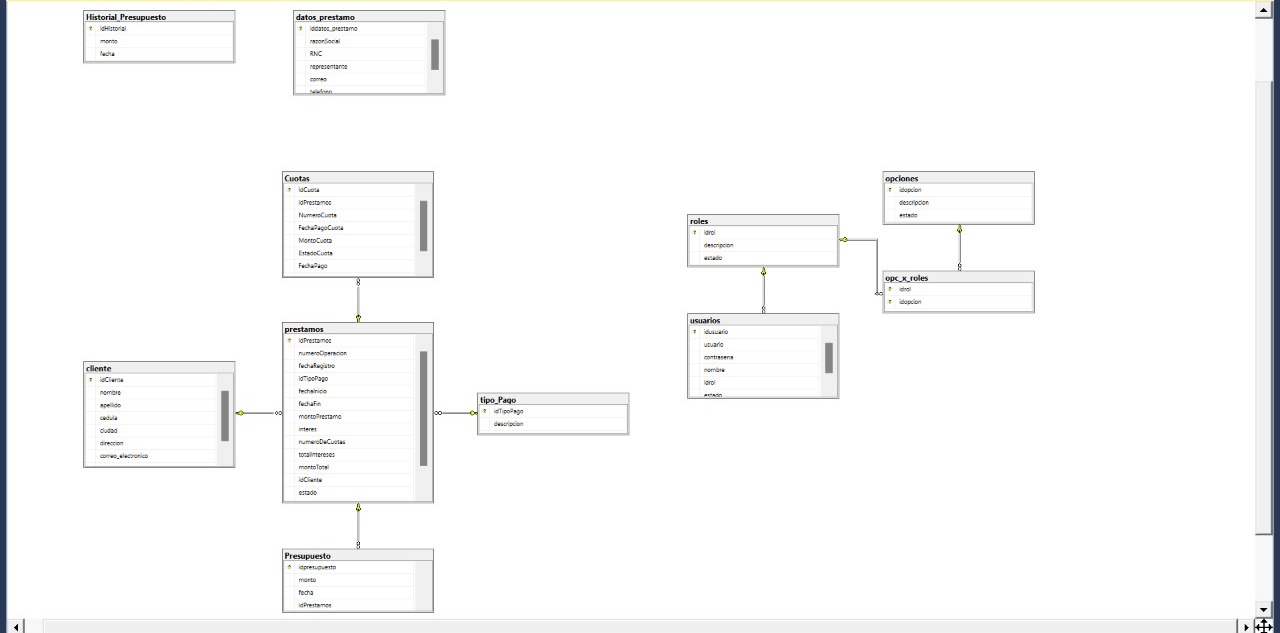 Historial_Presupuesto
idHistorial
monto
fecha
datos_prestamo
iddatos_prestamo
razonSocial
RNC
representante
correo
telefono
Cuotas
IdCuota
IdPrestamos
NumeroCuota
FechaPagoCuota
MontoCuota
EstadoCuota
FechaPago
opciones
idopcion
descripcion
estado
roles
idrol
descripcion
estado
opc_x_roles
idrol
idopcion
usuarios
idusuario
usuario
contrasena
nombre
idrol
estado
prestamos
idPrestamos
numeroOperacion
fechaRegistro
idTipoPago
fechaInicio
fechaFin
montoPrestamo
interes
numeroDeCuotas
totalIntereses
montoTotal
idCliente
estado
cliente
idCliente
nombre
apellido
cedula
ciudad
direccion
correo_electronico
tipo_Pago
idTipoPago
descripcion
Presupuesto
idpresupuesto
monto
fecha
idPrestamos